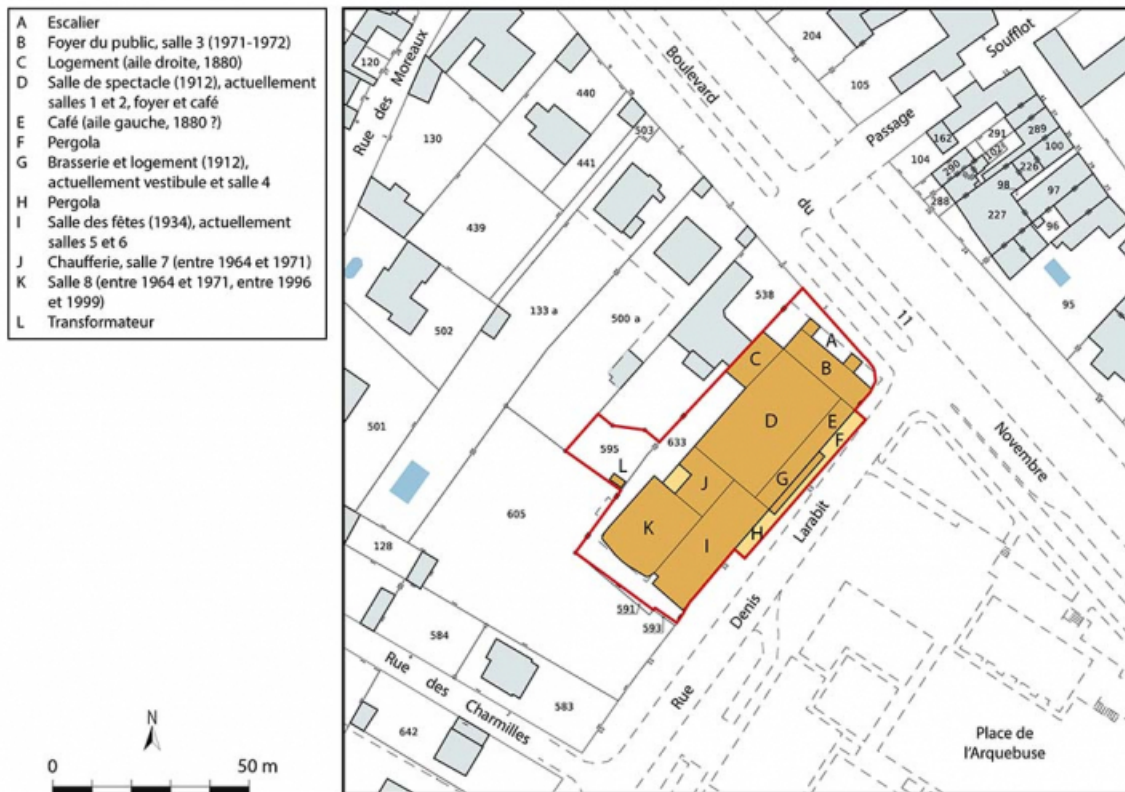 A Escalier
B Foyer du public, salle 3 (1971-1972)
C Logement (aile droite, 1880)
D Salle de spectacle (1912), actuellement
salles 1 et 2, foyer et café
E Café (aile gauche, 1880 ?)
F Pergola
G Brasserie et logement (1912),
actuellement vestibule et salle 4
H Pergola
I Salle des fêtes (1934), actuellement
salles 5 et 6
J Chaufferie, salle 7 (entre 1964 et 1971)
K Salle 8 (entre 1964 et 1971, entre 1996
et 1999)
L Transformateur
N
0 50 m
120
Rue des Moreaux
130
440
503
441
439
Boulevard
du
11
Novembre
204
105
Passage
Soufflot
104
162
291
289
102
100
290
226
98
97
288
227
96
95
502
133 a
500 a
538
501
595
633
605
A
B
C
D
E
F
G
H
I
J
K
L
128
584
591
593
583
642
Rue des Charmilles
Rue Denis Larabit
Place de
l'Arquebuse